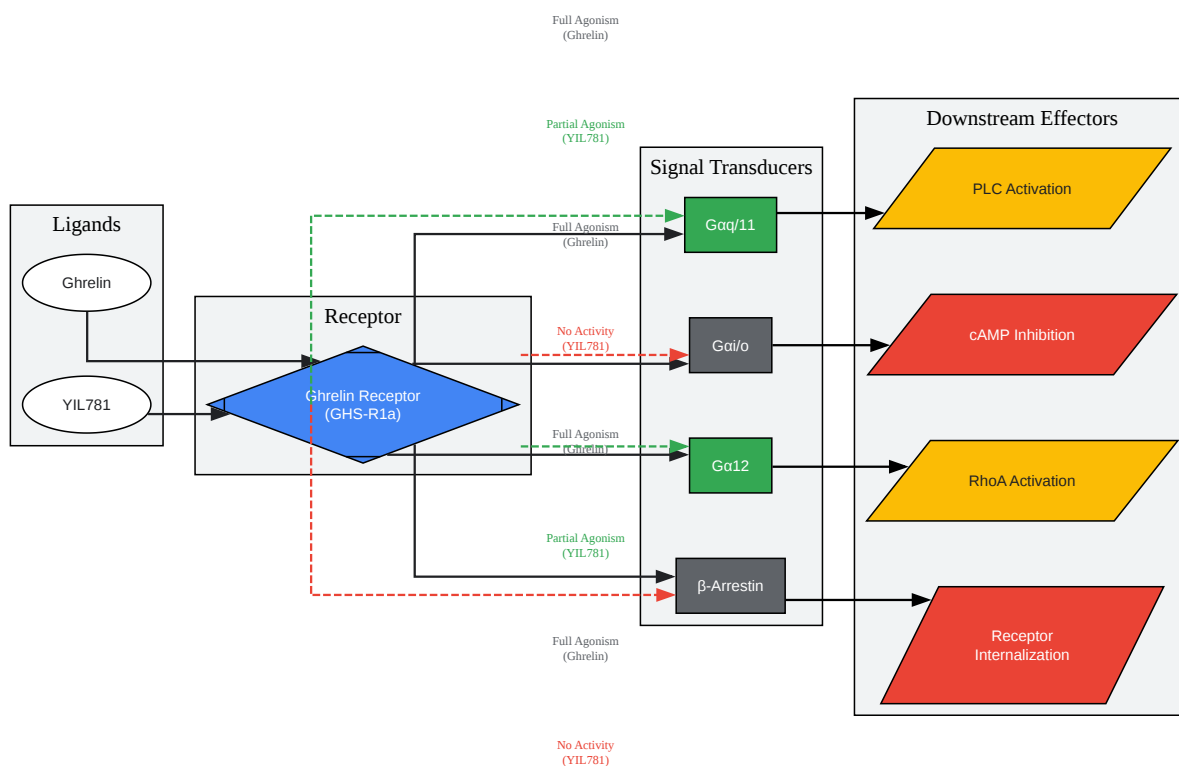 Full Agonism
(Ghrelin)
Partial Agonism
(YIL781)
Full Agonism
(Ghrelin)
No Activity
(YIL781)
Full Agonism
(Ghrelin)
Partial Agonism
(YIL781)
Full Agonism
(Ghrelin)
No Activity
(YIL781)
Ligands
Ghrelin
YIL781
Receptor
Ghrelin Receptor
(GHS-R1a)
Signal Transducers
Gαq/11
Gαi/o
Gα12
β-Arrestin
Downstream Effectors
PLC Activation
cAMP Inhibition
RhoA Activation
Receptor
Internalization